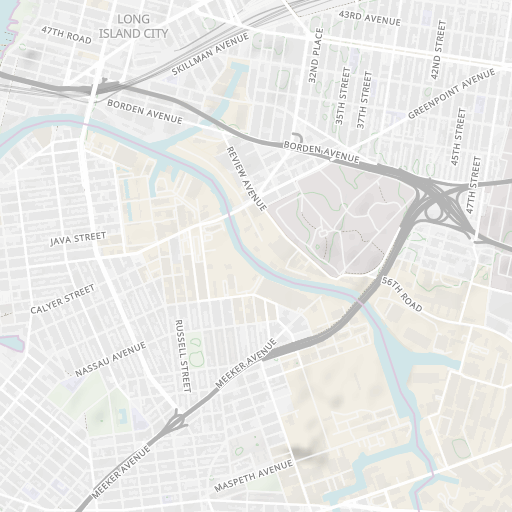 LONG
ISLAND CITY
43RD AVENUE
47TH ROAD
SKILLMAN AVENUE
32ND PLACE
42ND STREET
35TH STREET
37TH STREET
GREENPOINT AVENUE
BORDEN AVENUE
45TH STREET
BORDEN AVENUE
REVIEW AVENUE
47TH STREET
JAVA STREET
56TH ROAD
CALYER STREET
RUSSELL STREET
NASSAU AVENUE
MEEKER AVENUE
MEEKER AVENUE
MASPETH AVENUE